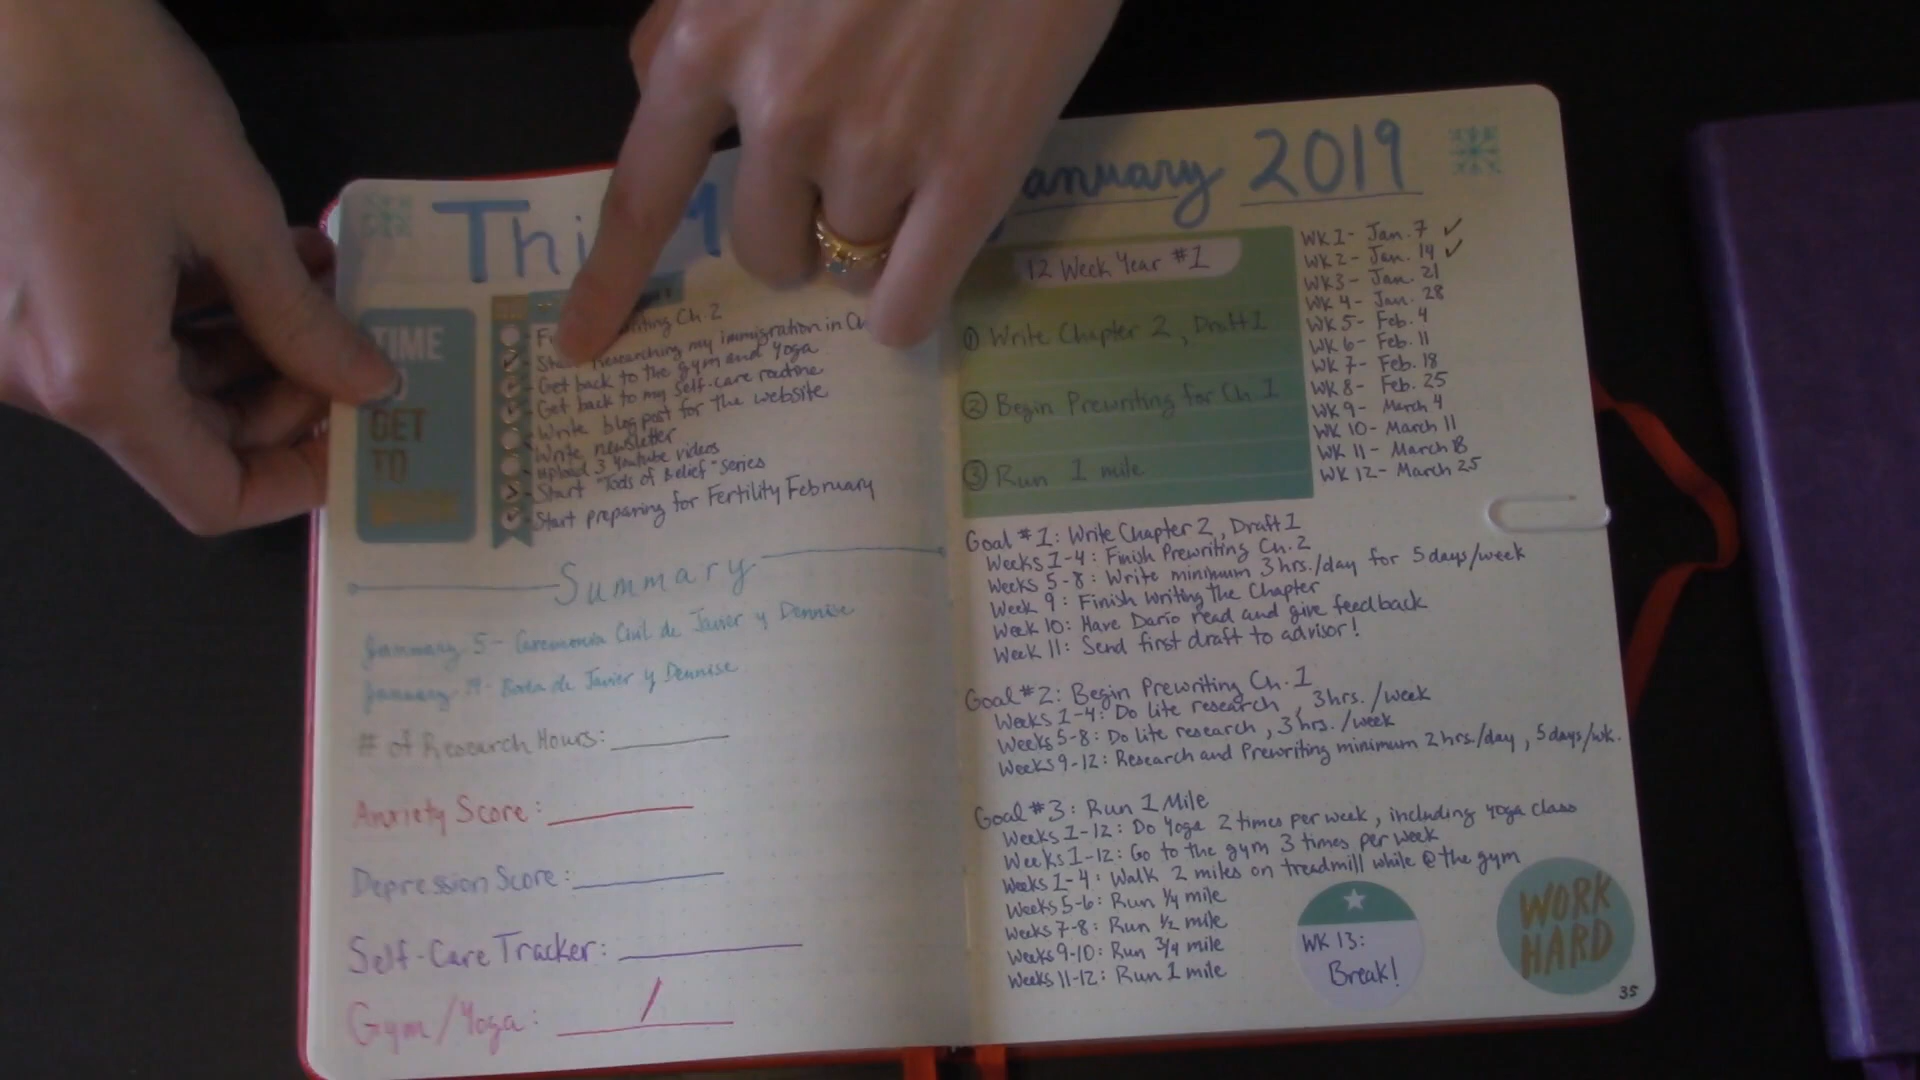 Thi M
TIME
GET
TO
iting Ch. 2
Start researching my immigration in
Get back to the gym and yoga
Get back to my self-care routine
Write blog post for the website
Write newsletter
Upload 3 Youtube videos
Start "Tools of Belief" series
Start preparing for Fertility February
Summary
January 5 - Ceremonia Civil de Javier y Dennise
January 19 - Boda de Javier y Dennise
# of Research Hours:
Anxiety Score:
Depression Score:
Self-Care Tracker:
Gym/Yoga: /
anuary 2019
12 Week Year #1
① Write Chapter 2, Draft 1
② Begin Prewriting for Ch. 1
③ Run 1 mile
WK 1- Jan. 7 ✓
WK 2- Jan. 14 ✓
WK 3- Jan. 21
WK 4- Jan. 28
WK 5- Feb. 4
WK 6- Feb. 11
WK 7- Feb. 18
WK 8- Feb. 25
WK 9- March 4
WK 10- March 11
WK 11- March 18
WK 12- March 25
Goal #1: Write Chapter 2, Draft 1
Weeks 1-4: Finish Prewriting Ch. 2
Weeks 5-8: Write minimum 3 hrs./day for 5 days/week
Week 9: Finish writing the Chapter
Week 10: Have Darío read and give feedback
Week 11: Send first draft to advisor!
Goal #2: Begin Prewriting Ch. 1
Weeks 1-4: Do lite research, 3 hrs./week
Weeks 5-8: Do lite research, 3 hrs./week
Weeks 9-12: Research and Prewriting minimum 2 hrs./day, 5 days/wk.
Goal #3: Run 1 Mile
Weeks 1-12: Do Yoga 2 times per week, including yoga class
Weeks 1-12: Go to the gym 3 times per week
Weeks 1-4: Walk 2 miles on treadmill while @ the gym
Weeks 5-6: Run 1/4 mile
Weeks 7-8: Run 1/2 mile
Weeks 9-10: Run 3/4 mile
Weeks 11-12: Run 1 mile
WK 13:
Break!
WORK
HARD
35